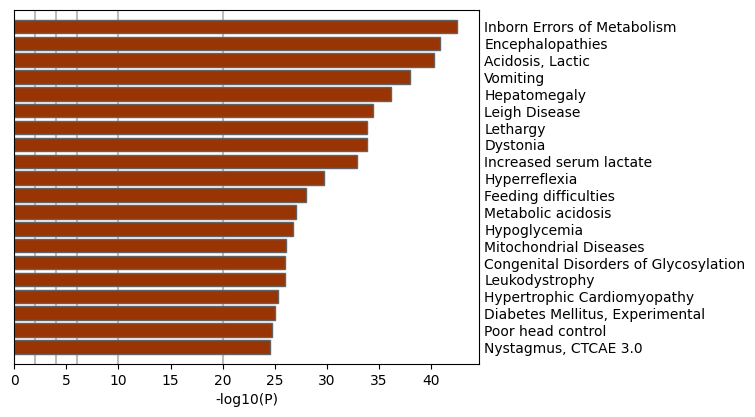 Inborn Errors of Metabolism
Encephalopathies
Acidosis, Lactic
Vomiting
Hepatomegaly
Leigh Disease
Lethargy
Dystonia
Increased serum lactate
Hyperreflexia
Feeding difficulties
Metabolic acidosis
Hypoglycemia
Mitochondrial Diseases
Congenital Disorders of Glycosylation
Leukodystrophy
Hypertrophic Cardiomyopathy
Diabetes Mellitus, Experimental
Poor head control
Nystagmus, CTCAE 3.0
0 5 10 15 20 25 30 35 40
-log10(P)